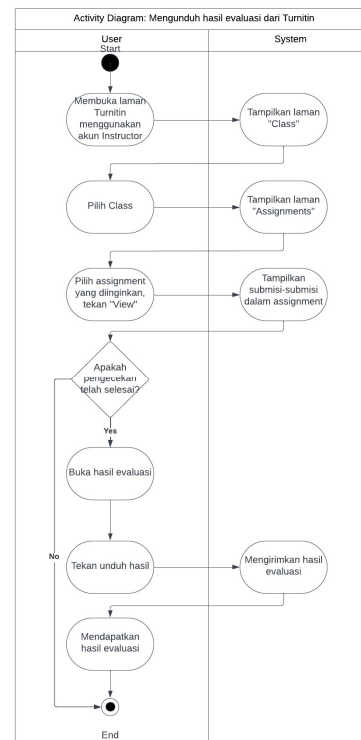 Activity Diagram: Mengunduh hasil evaluasi dari Turnitin
User
System
Start
Membuka laman
Turnitin
menggunakan
akun Instructor
Tampilkan laman
"Class"
Pilih Class
Tampilkan laman
"Assignments"
Pilih assignment
yang diinginkan,
tekan "View"
Tampilkan
submisi-submisi
dalam assignment
Apakah
pengecekan
telah selesai?
Yes
Buka hasil evaluasi
No
Tekan unduh hasil
Mengirimkan hasil
evaluasi
Mendapatkan
hasil evaluasi
End